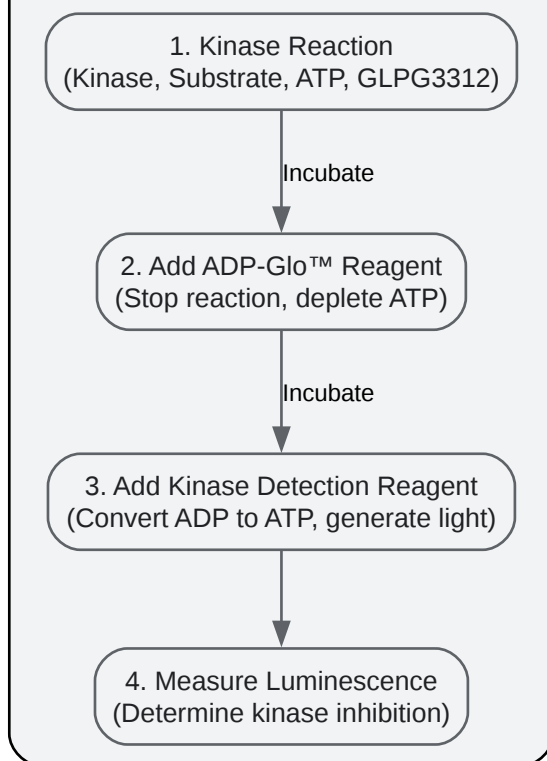 1. Kinase Reaction
(Kinase, Substrate, ATP, GLPG3312)
Incubate
2. Add ADP-Glo™ Reagent
(Stop reaction, deplete ATP)
Incubate
3. Add Kinase Detection Reagent
(Convert ADP to ATP, generate light)
4. Measure Luminescence
(Determine kinase inhibition)